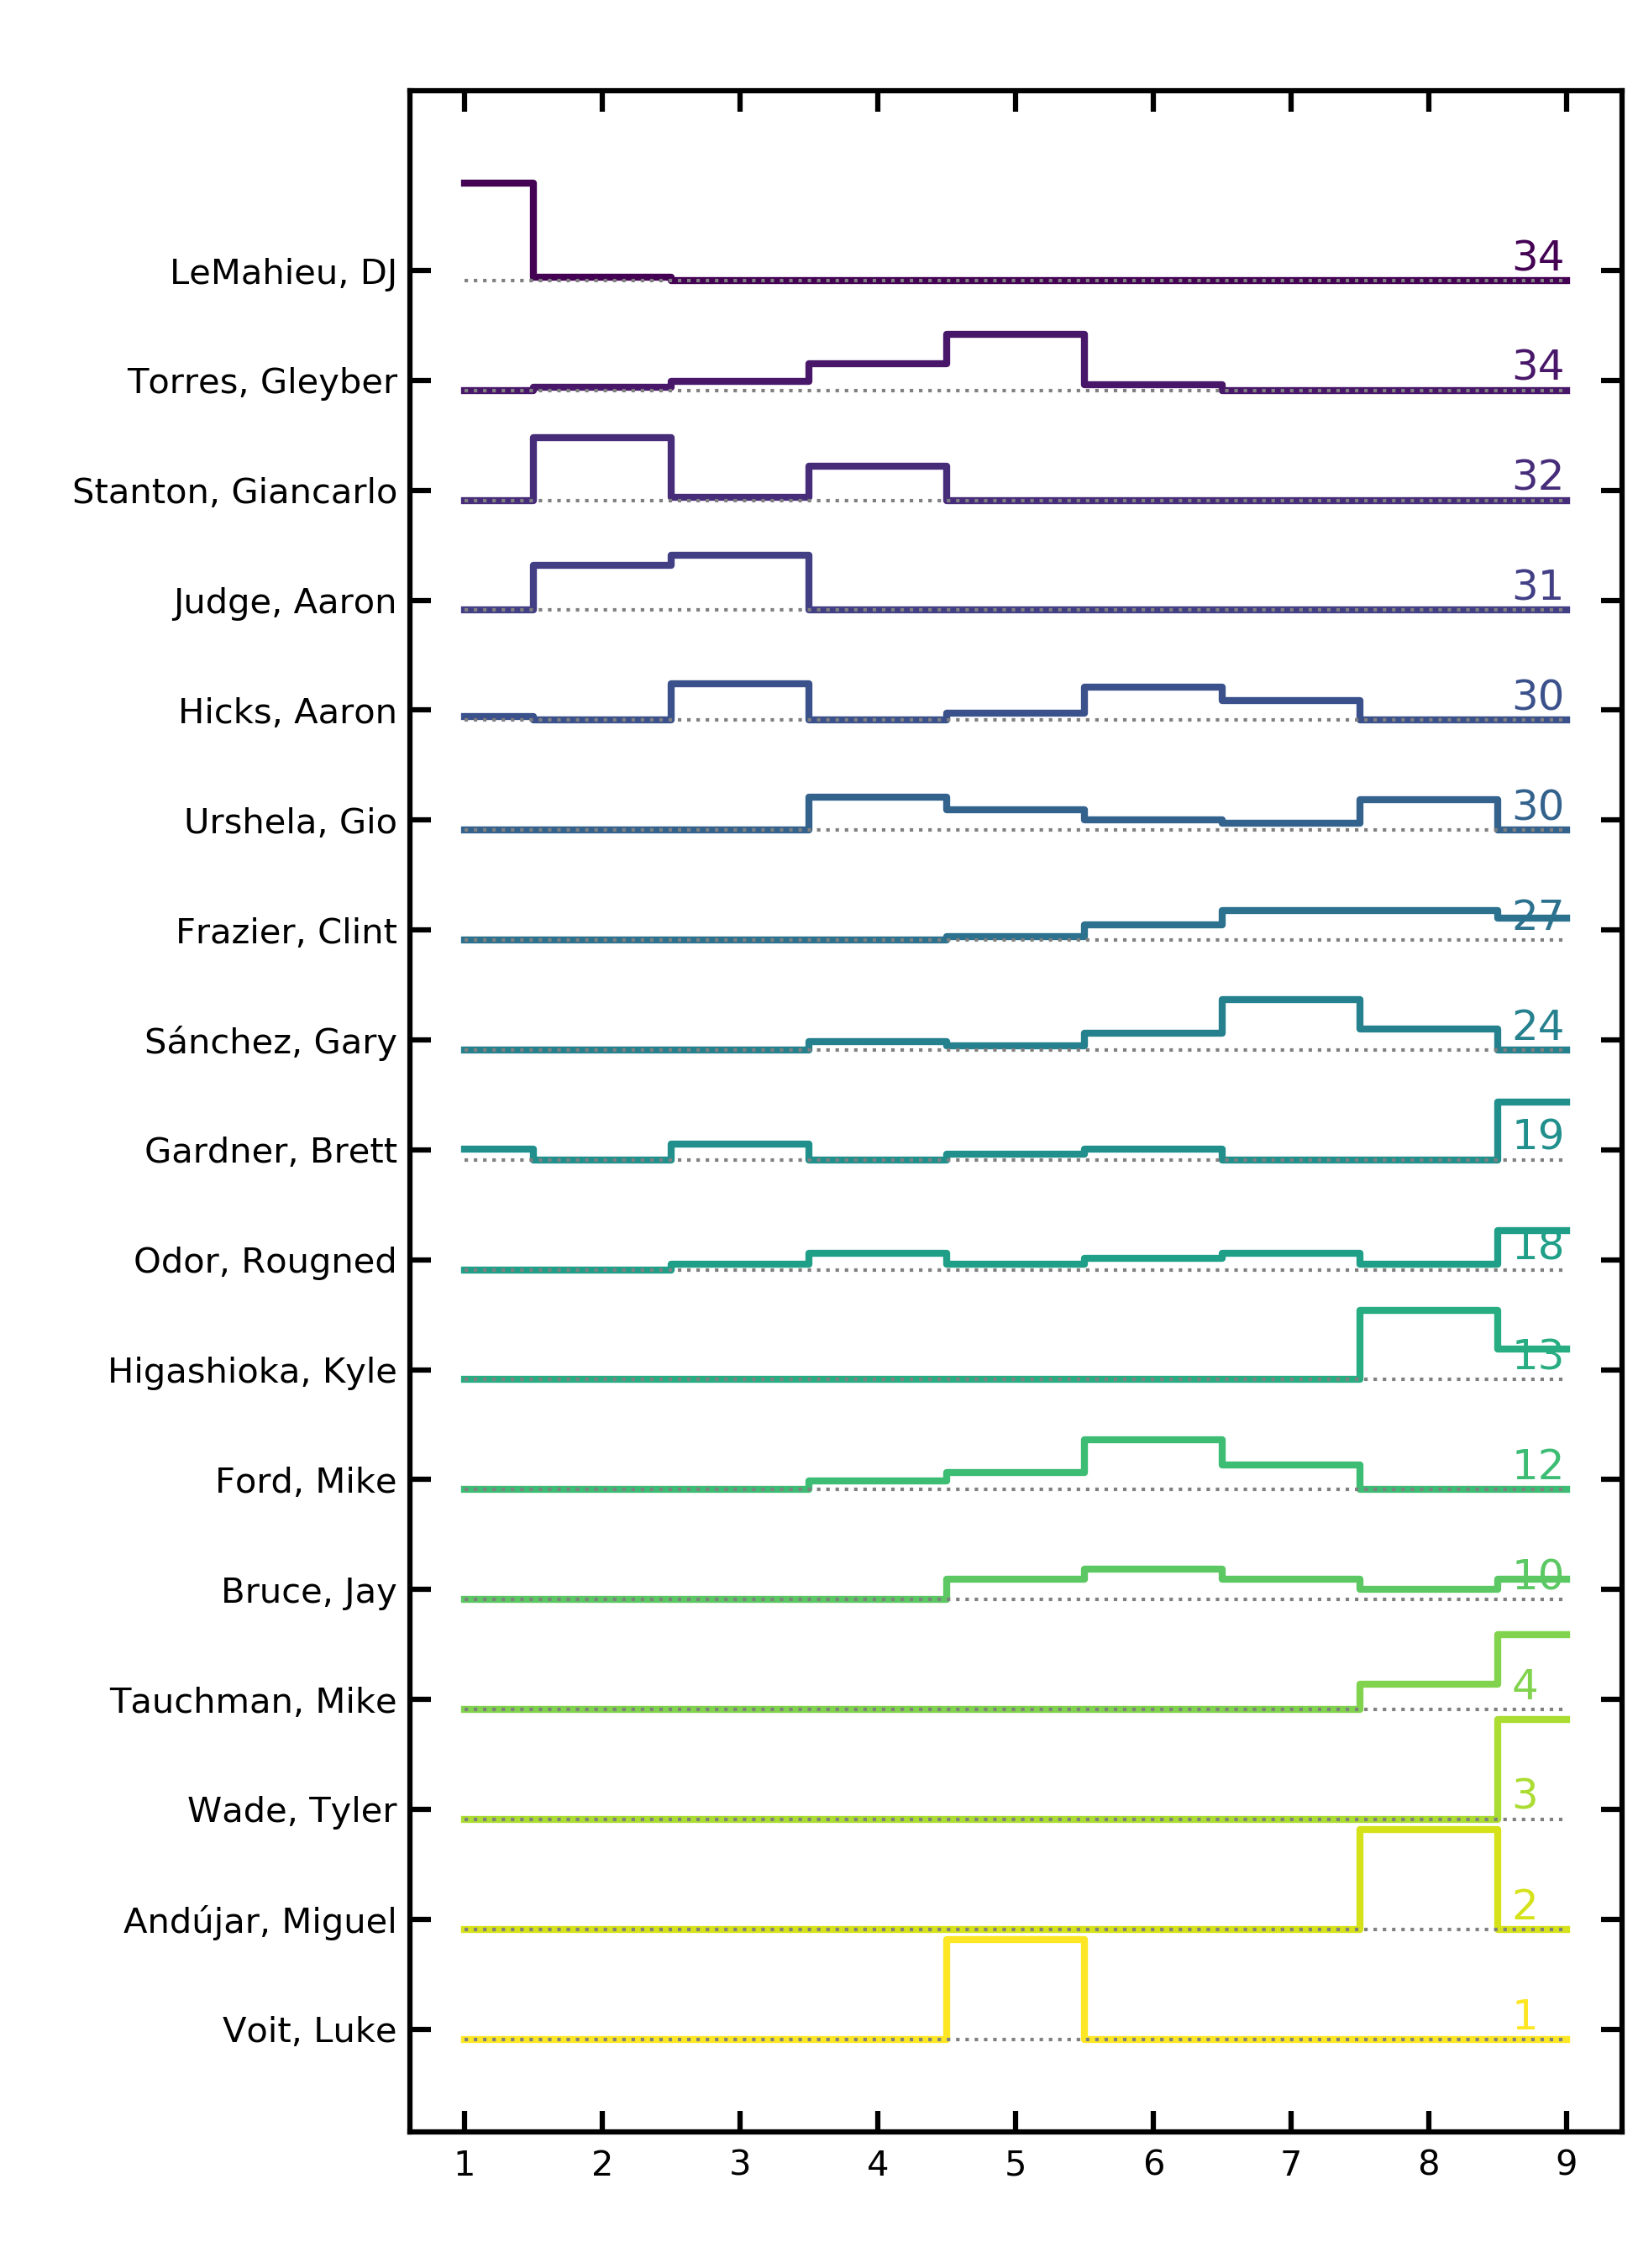 LeMahieu, DJ 34
Torres, Gleyber 34
Stanton, Giancarlo 32
Judge, Aaron 31
Hicks, Aaron 30
Urshela, Gio 30
Frazier, Clint 27
Sánchez, Gary 24
Gardner, Brett 19
Odor, Rougned 18
Higashioka, Kyle 13
Ford, Mike 12
Bruce, Jay 10
Tauchman, Mike 4
Wade, Tyler 3
Andújar, Miguel 2
Voit, Luke 1
1 2 3 4 5 6 7 8 9